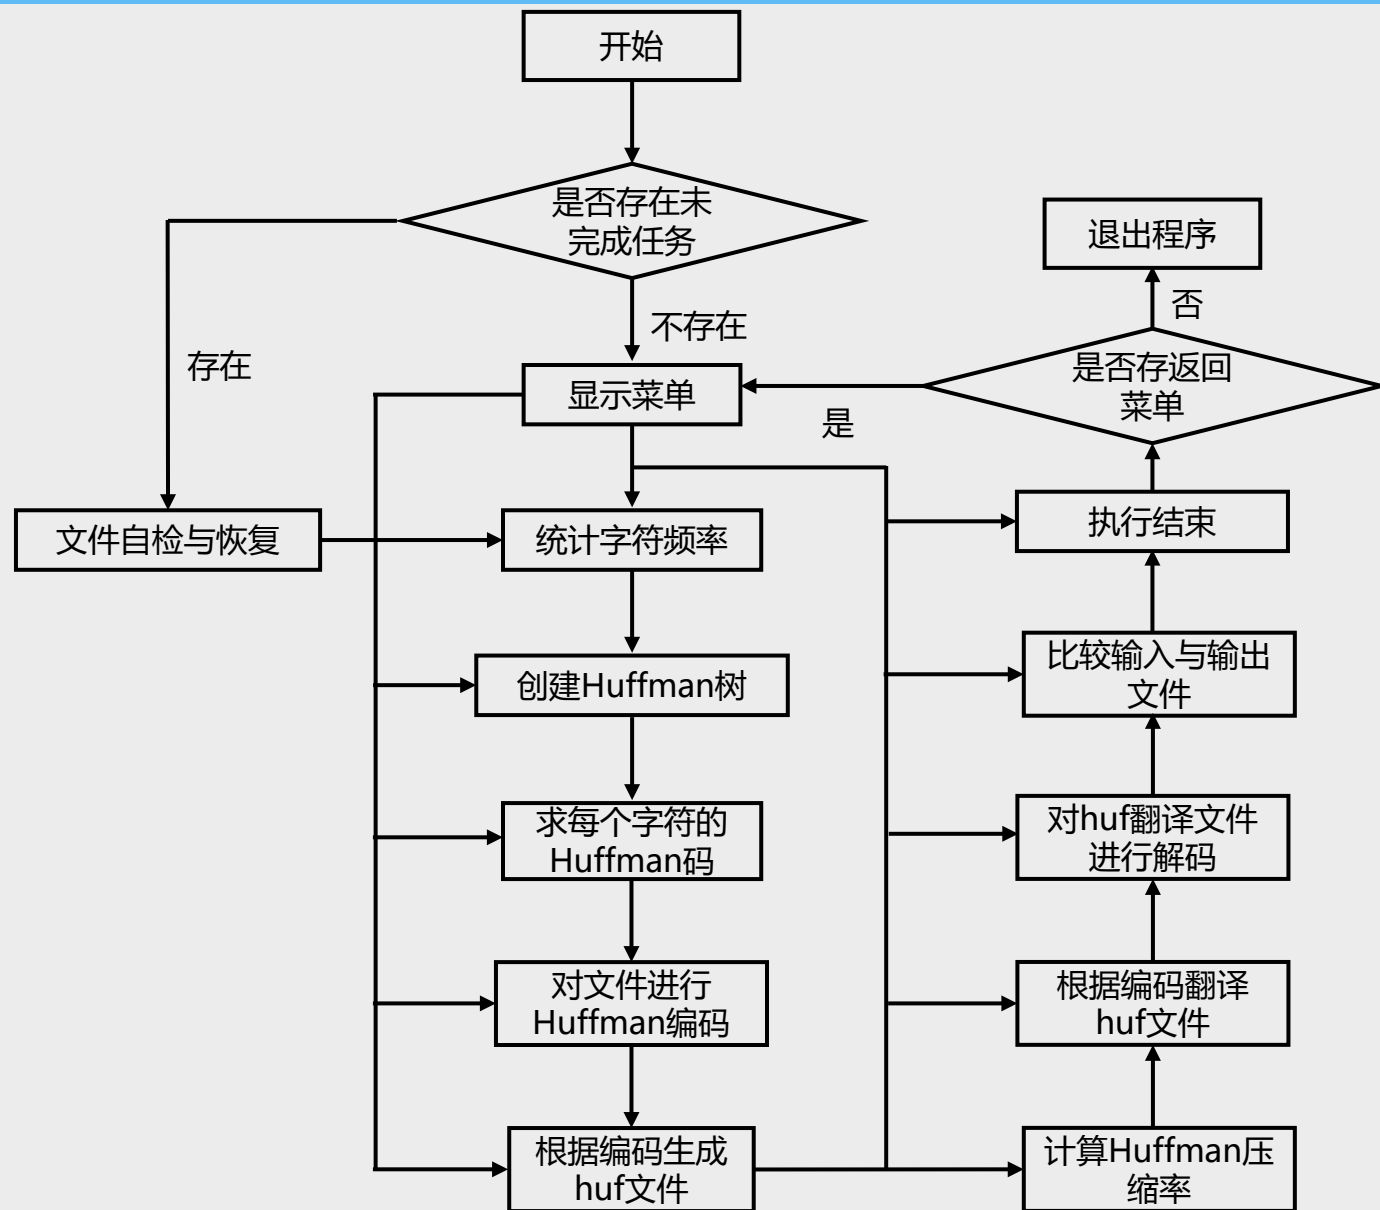 开始
是否存在未
完成任务
退出程序
否
不存在
存在
显示菜单
是否存返回
菜单
是
文件自检与恢复
统计字符频率
执行结束
创建Huffman树
比较输入与输出
文件
求每个字符的
Huffman码
对huf翻译文件
进行解码
对文件进行
Huffman编码
根据编码翻译
huf文件
根据编码生成
huf文件
计算Huffman压
缩率